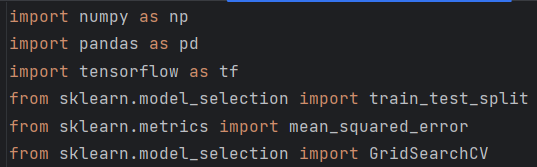 import numpy as np
import pandas as pd
import tensorflow as tf
from sklearn.model_selection import train_test_split
from sklearn.metrics import mean_squared_error
from sklearn.model_selection import GridSearchCV